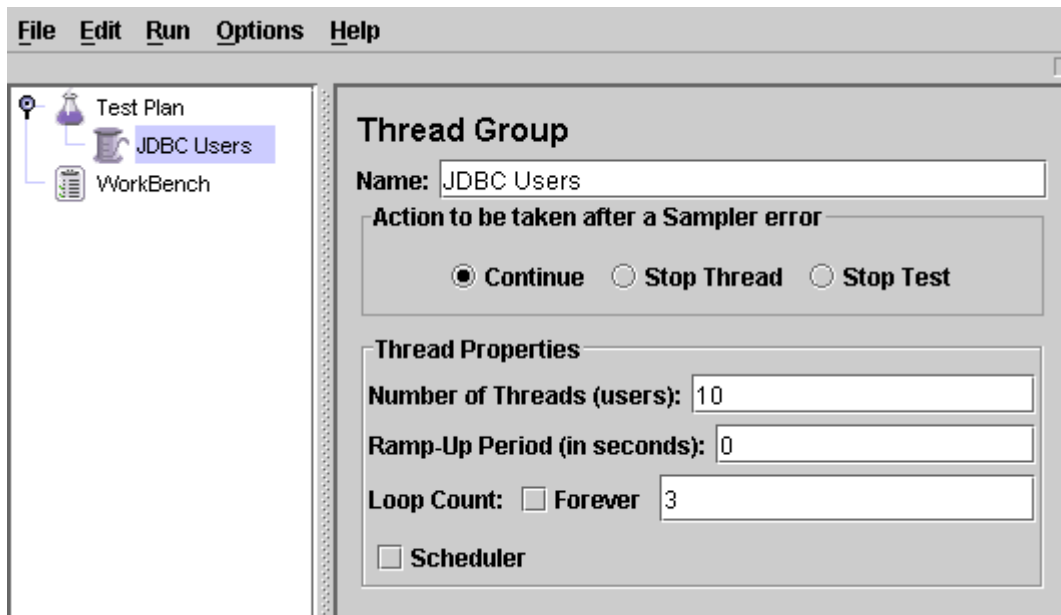 File Edit Run Options Help
Test Plan
JDBC Users
WorkBench
Thread Group
Name: JDBC Users
Action to be taken after a Sampler error
Continue Stop Thread Stop Test
Thread Properties
Number of Threads (users): 10
Ramp-Up Period (in seconds): 0
Loop Count: Forever 3
Scheduler